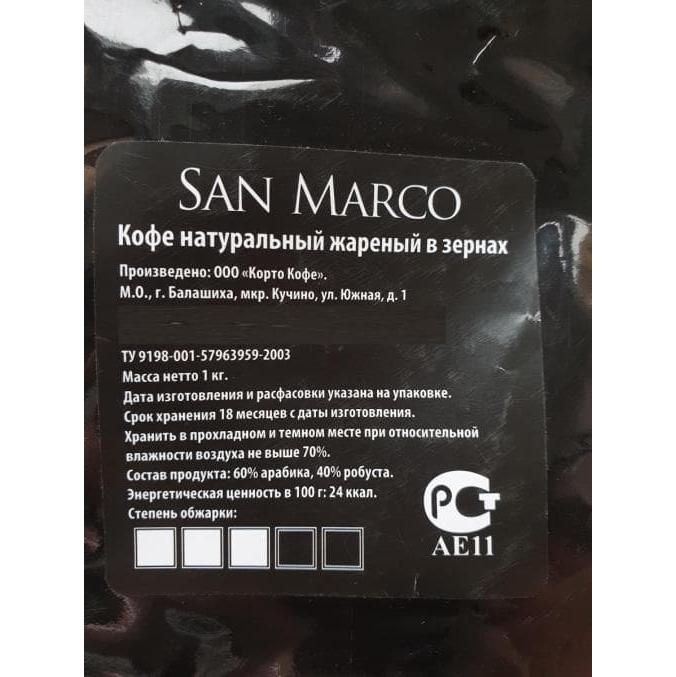 SAN MARCO
Кофе натуральный жареный в зернах
Произведено: ООО «Корто Кофе».
М.О., г. Балашиха, мкр. Кучино, ул. Южная, д. 1
ТУ 9198-001-57963959-2003
Масса нетто 1 кг.
Дата изготовления и расфасовки указана на упаковке.
Срок хранения 18 месяцев с даты изготовления.
Хранить в прохладном и темном месте при относительной
влажности воздуха не выше 70%.
Состав продукта: 60% арабика, 40% робуста.
Энергетическая ценность в 100 г: 24 ккал.
Степень обжарки:
РСТ
АЕ11